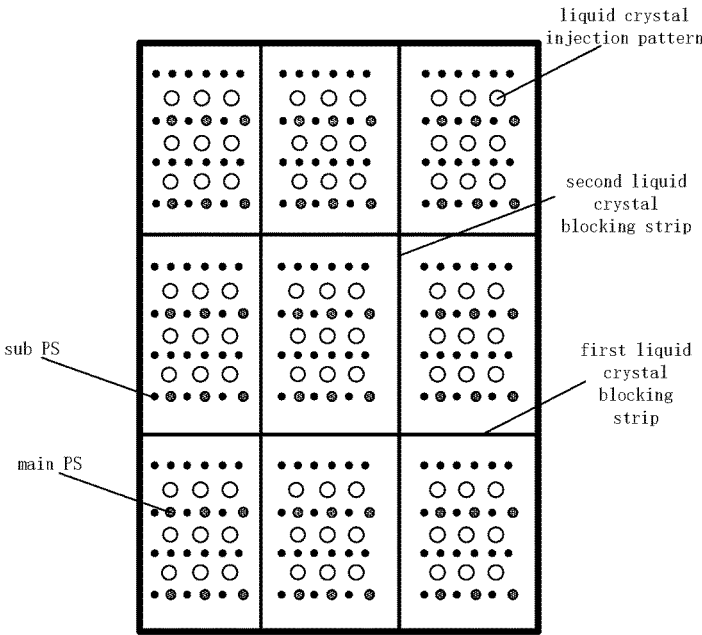 liquid crystal
injection pattern
second liquid
crystal
blocking strip
sub PS
first liquid
crystal
blocking
strip
main PS